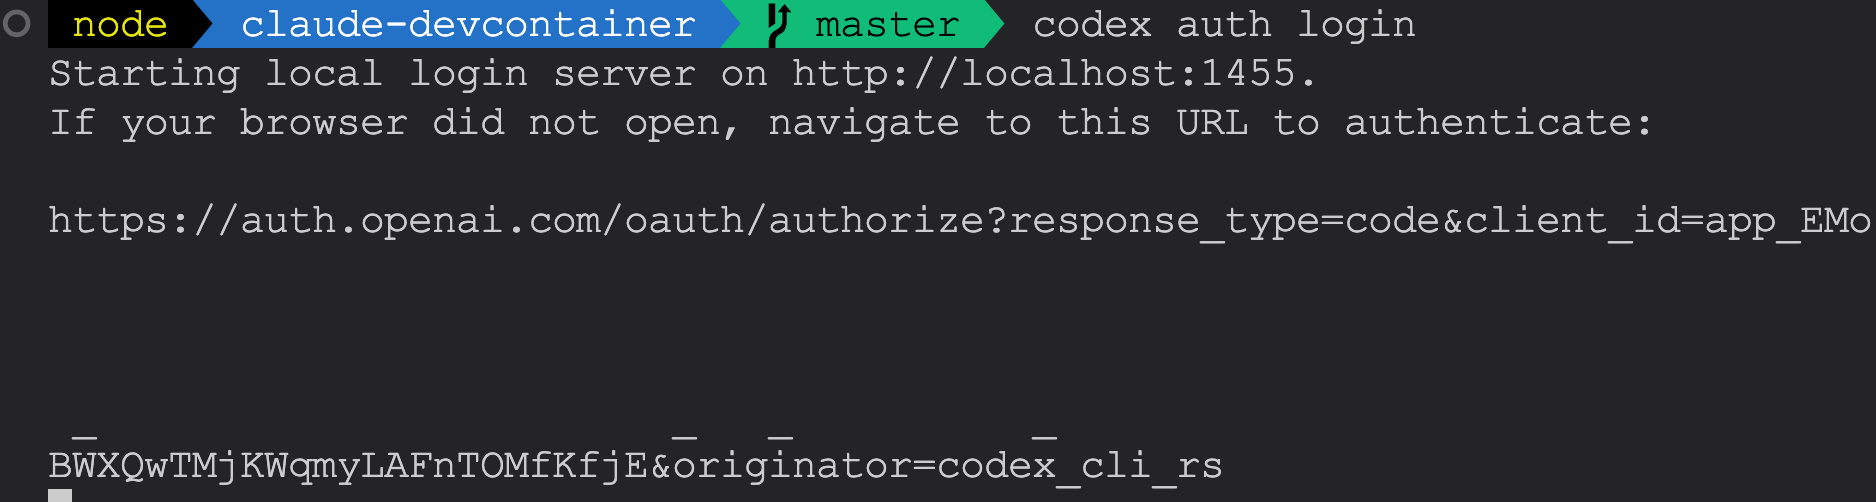 node claude-devcontainer master codex auth login
Starting local login server on http://localhost:1455.
If your browser did not open, navigate to this URL to authenticate:
https://auth.openai.com/oauth/authorize?response_type=code&client_id=app_EMo
_ _ _ _
BWXQwTMjKWqmyLAFnTOMfKfjE&originator=codex_cli_rs